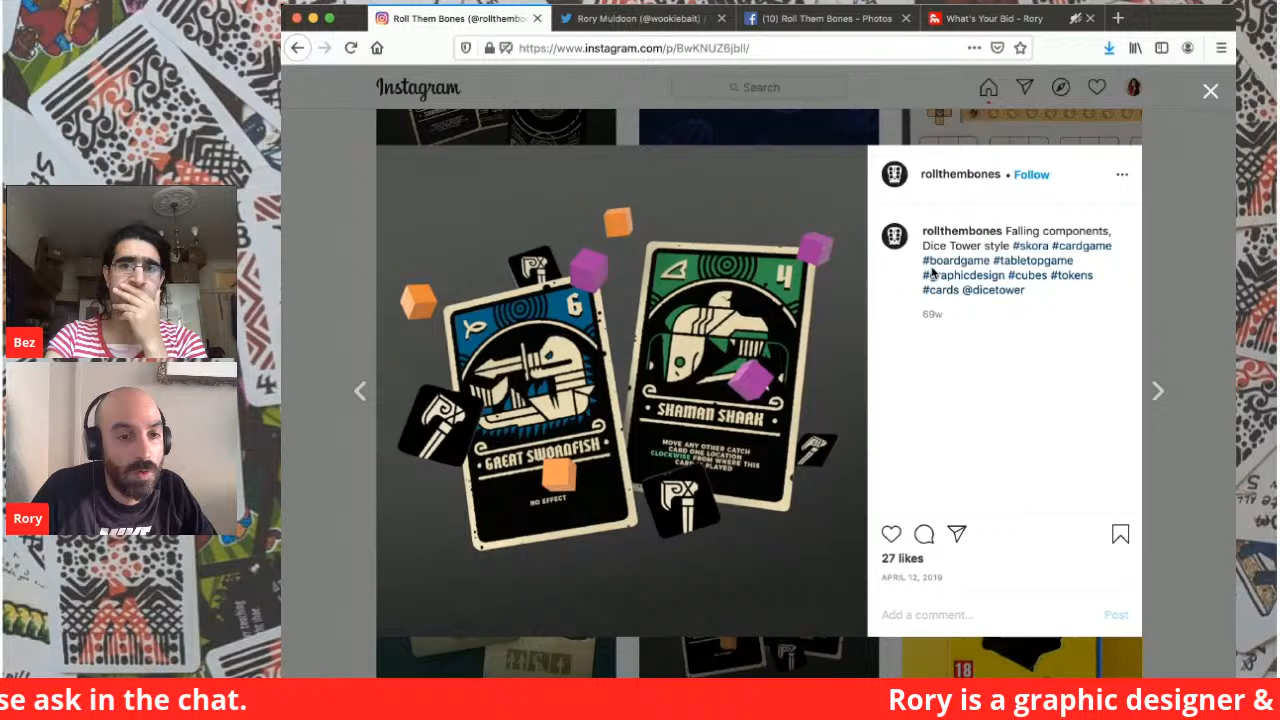 Roll Them Bones (@rollthembo
Rory Muldoon (@wookiebait) /
(10) Roll Them Bones - Photos
What's Your Bid - Rory
https://www.instagram.com/p/BwKNUZ6jbll/
Instagram
Search
rollthembones • Follow
rollthembones Falling components,
Dice Tower style #skora #cardgame
#boardgame #tabletopgame
#graphicdesign #cubes #tokens
#cards @dicetower
69w
6
GREAT SWORDFISH
NO EFFECT
4
SHAMAN SHARK
MOVE ANY OTHER CATCH
CARD ONE LOCATION
CLOCKWISE FROM WHERE THIS
CARD IS PLAYED
27 likes
APRIL 12, 2019
Add a comment...
Post
18
Bez
Rory
se ask in the chat.
Rory is a graphic designer &